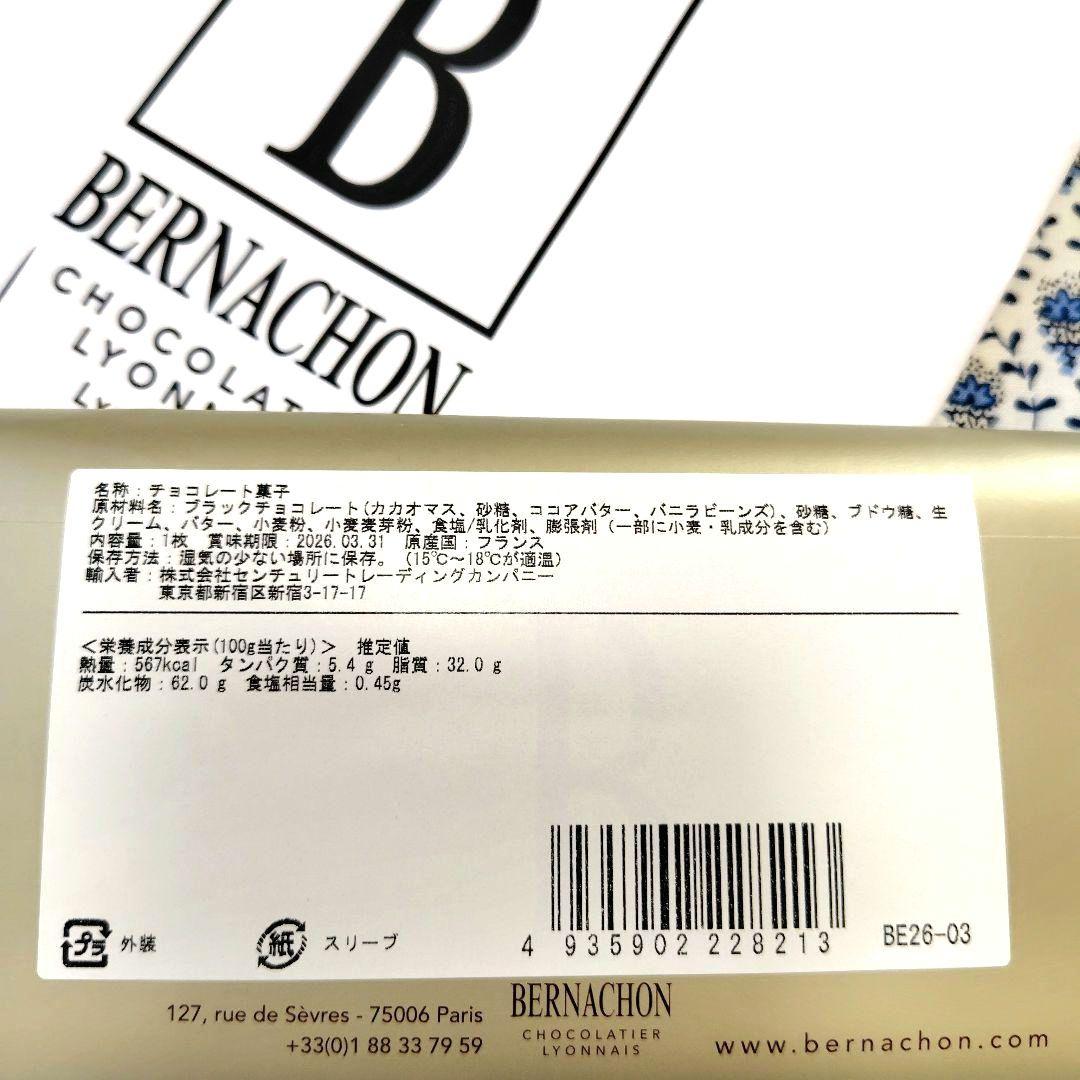 B
BERNACHON
CHOCOLAT
LYONN
名称：チョコレート菓子
原材料名：ブラックチョコレート(カカオマス、砂糖、ココアバター、バニラビーンズ)、砂糖、ブドウ糖、生
クリーム、バター、小麦粉、小麦麦芽粉、食塩/乳化剤、膨張剤（一部に小麦・乳成分を含む）
内容量：1枚　賞味期限：2026.03.31　原産国：フランス
保存方法：湿気の少ない場所に保存。（15℃～18℃が適温）
輸入者：株式会社センチュリートレーディングカンパニー
東京都新宿区新宿3-17-17
＜栄養成分表示(100g当たり)＞　推定値
熱量：567kcal　タンパク質：5.4 g　脂質：32.0 g
炭水化物：62.0 g　食塩相当量：0.45g
プラ 外装 紙 スリーブ 4 935902 228213 BE26-03
127, rue de Sèvres - 75006 Paris
+33(0)1 88 33 79 59
BERNACHON
CHOCOLATIER
LYONNAIS
www.bernachon.com